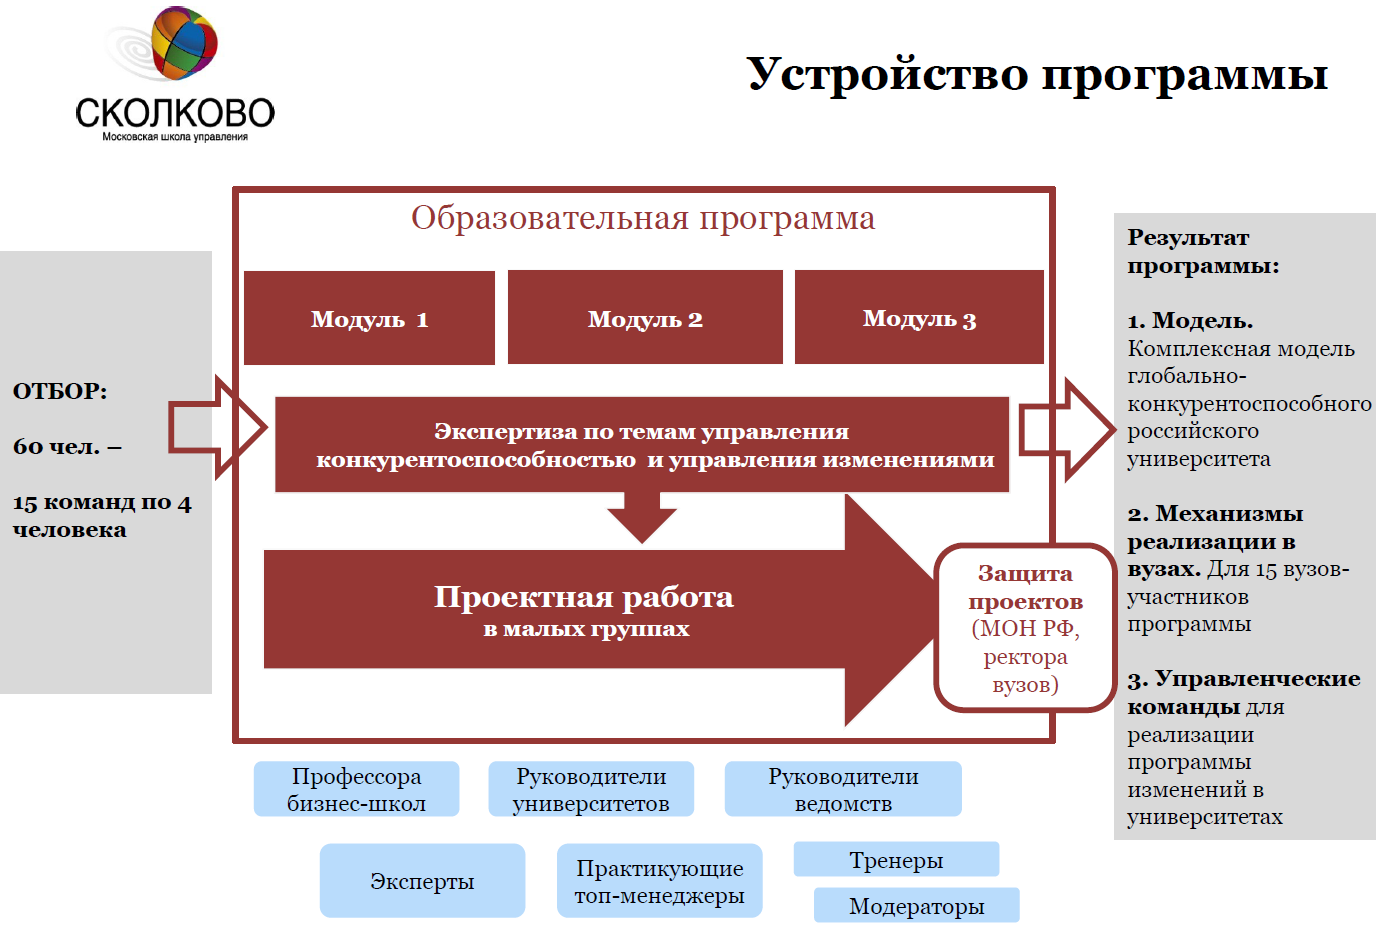 СКОЛКОВО
Московская школа управления
Устройство программы
ОТБОР:
60 чел. –
15 команд по 4
человека
Образовательная программа
Модуль  1
Модуль 2
Модуль 3
Экспертиза по темам управления
конкурентоспособностью  и управления изменениями
Проектная работа
в малых группах
Защита
проектов
(МОН РФ,
ректора
вузов)
Результат
программы:
1. Модель.
Комплексная модель
глобально-
конкурентоспособного
российского
университета
2. Механизмы
реализации в
вузах. Для 15 вузов-
участников
программы
3. Управленческие
команды для
реализации
программы
изменений в
университетах
Профессора
бизнес-школ
Руководители
университетов
Руководители
ведомств
Эксперты
Практикующие
топ-менеджеры
Тренеры
Модераторы